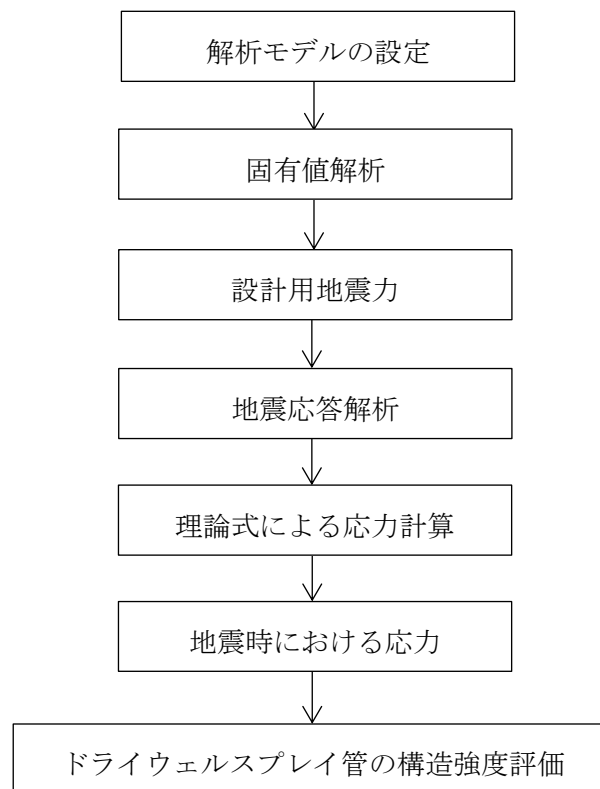 解析モデルの設定
固有値解析
設計用地震力
地震応答解析
理論式による応力計算
地震時における応力
ドライウェルスプレイ管の構造強度評価